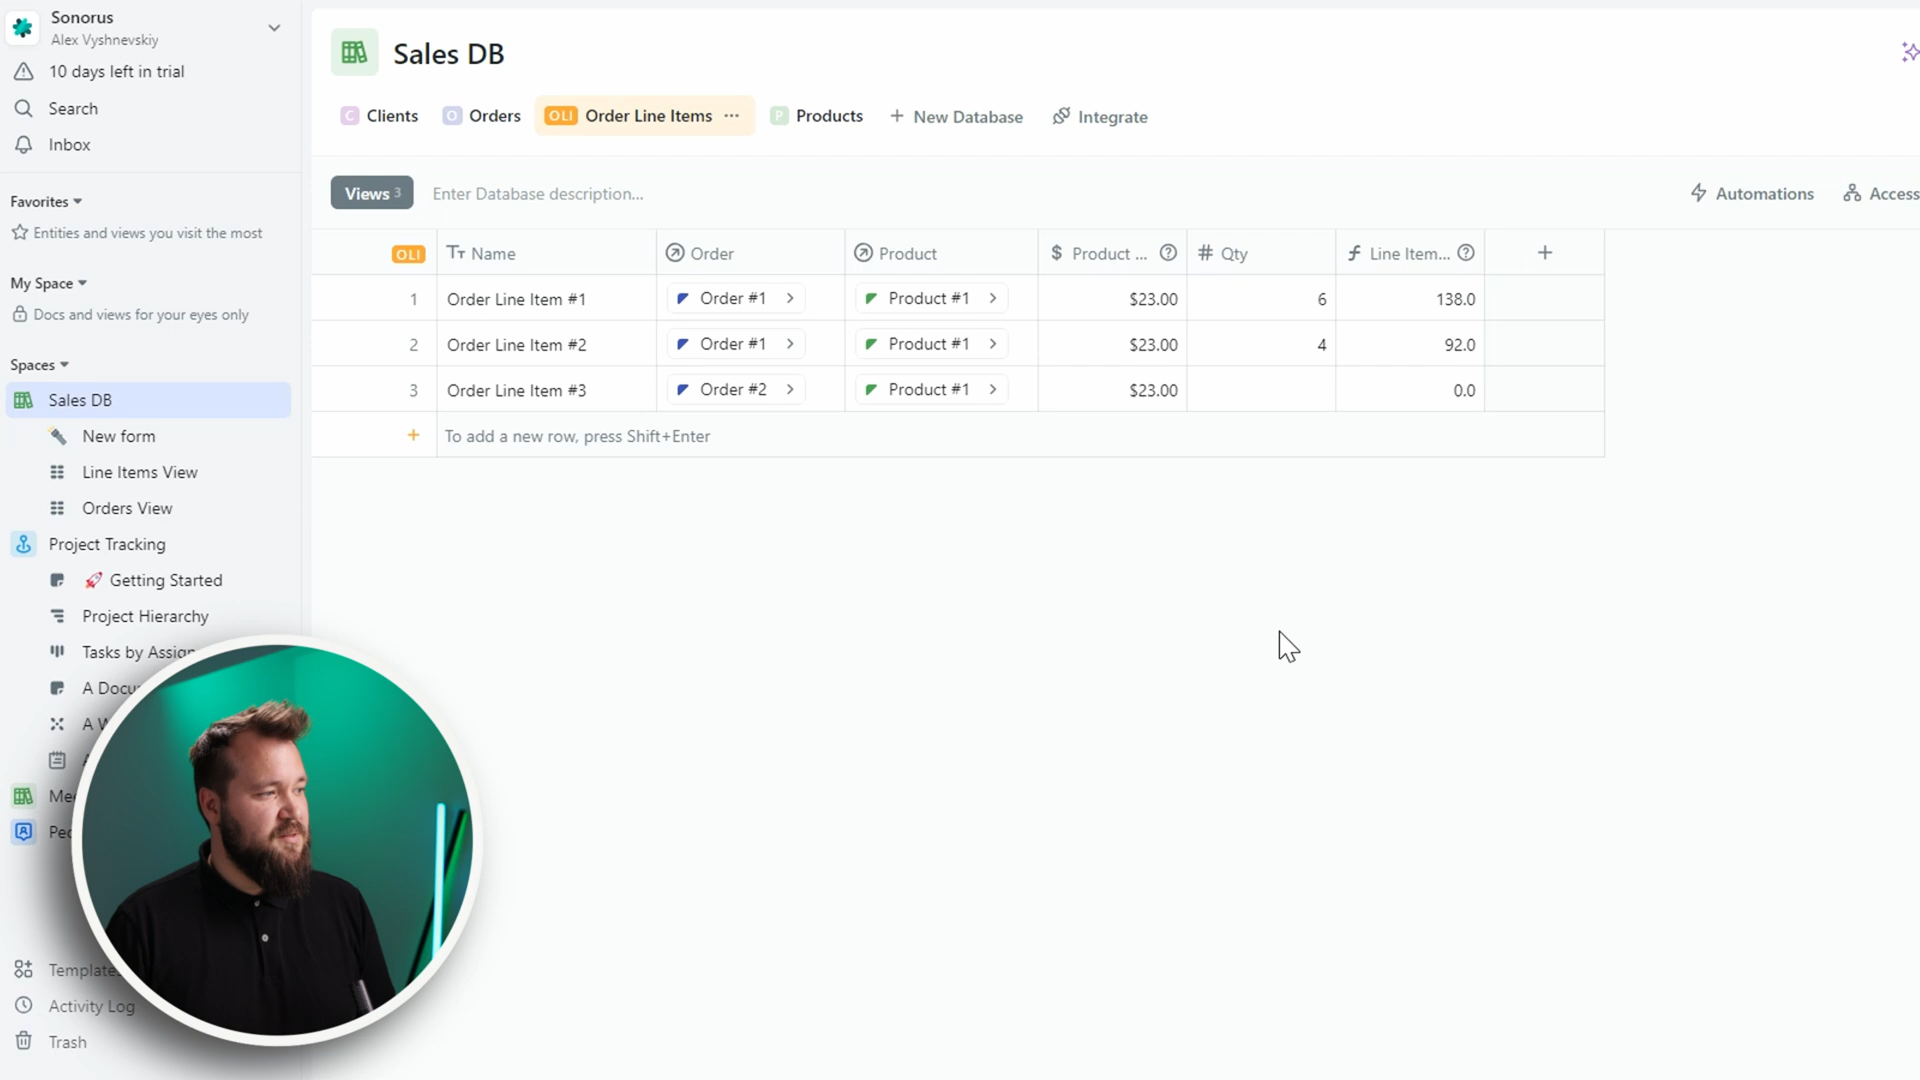 Sonorus
Alex Vyshnevskiy
10 days left in trial
Search
Inbox
Favorites
Entities and views you visit the most
My Space
Docs and views for your eyes only
Spaces
Sales DB
New form
Line Items View
Orders View
Project Tracking
Getting Started
Project Hierarchy
Tasks by Assign
A Docu
A W
Me
Template
Activity Log
Trash
Sales DB
C Clients
O Orders
OLI Order Line Items ...
P Products
+ New Database
Integrate
Views 3
Enter Database description...
Automations
Access
OLI Name Order Product $ Product ... # Qty Line Item...
1 Order Line Item #1 Order #1 Product #1 $23.00 6 138.0
2 Order Line Item #2 Order #1 Product #1 $23.00 4 92.0
3 Order Line Item #3 Order #2 Product #1 $23.00 0.0
+ To add a new row, press Shift+Enter